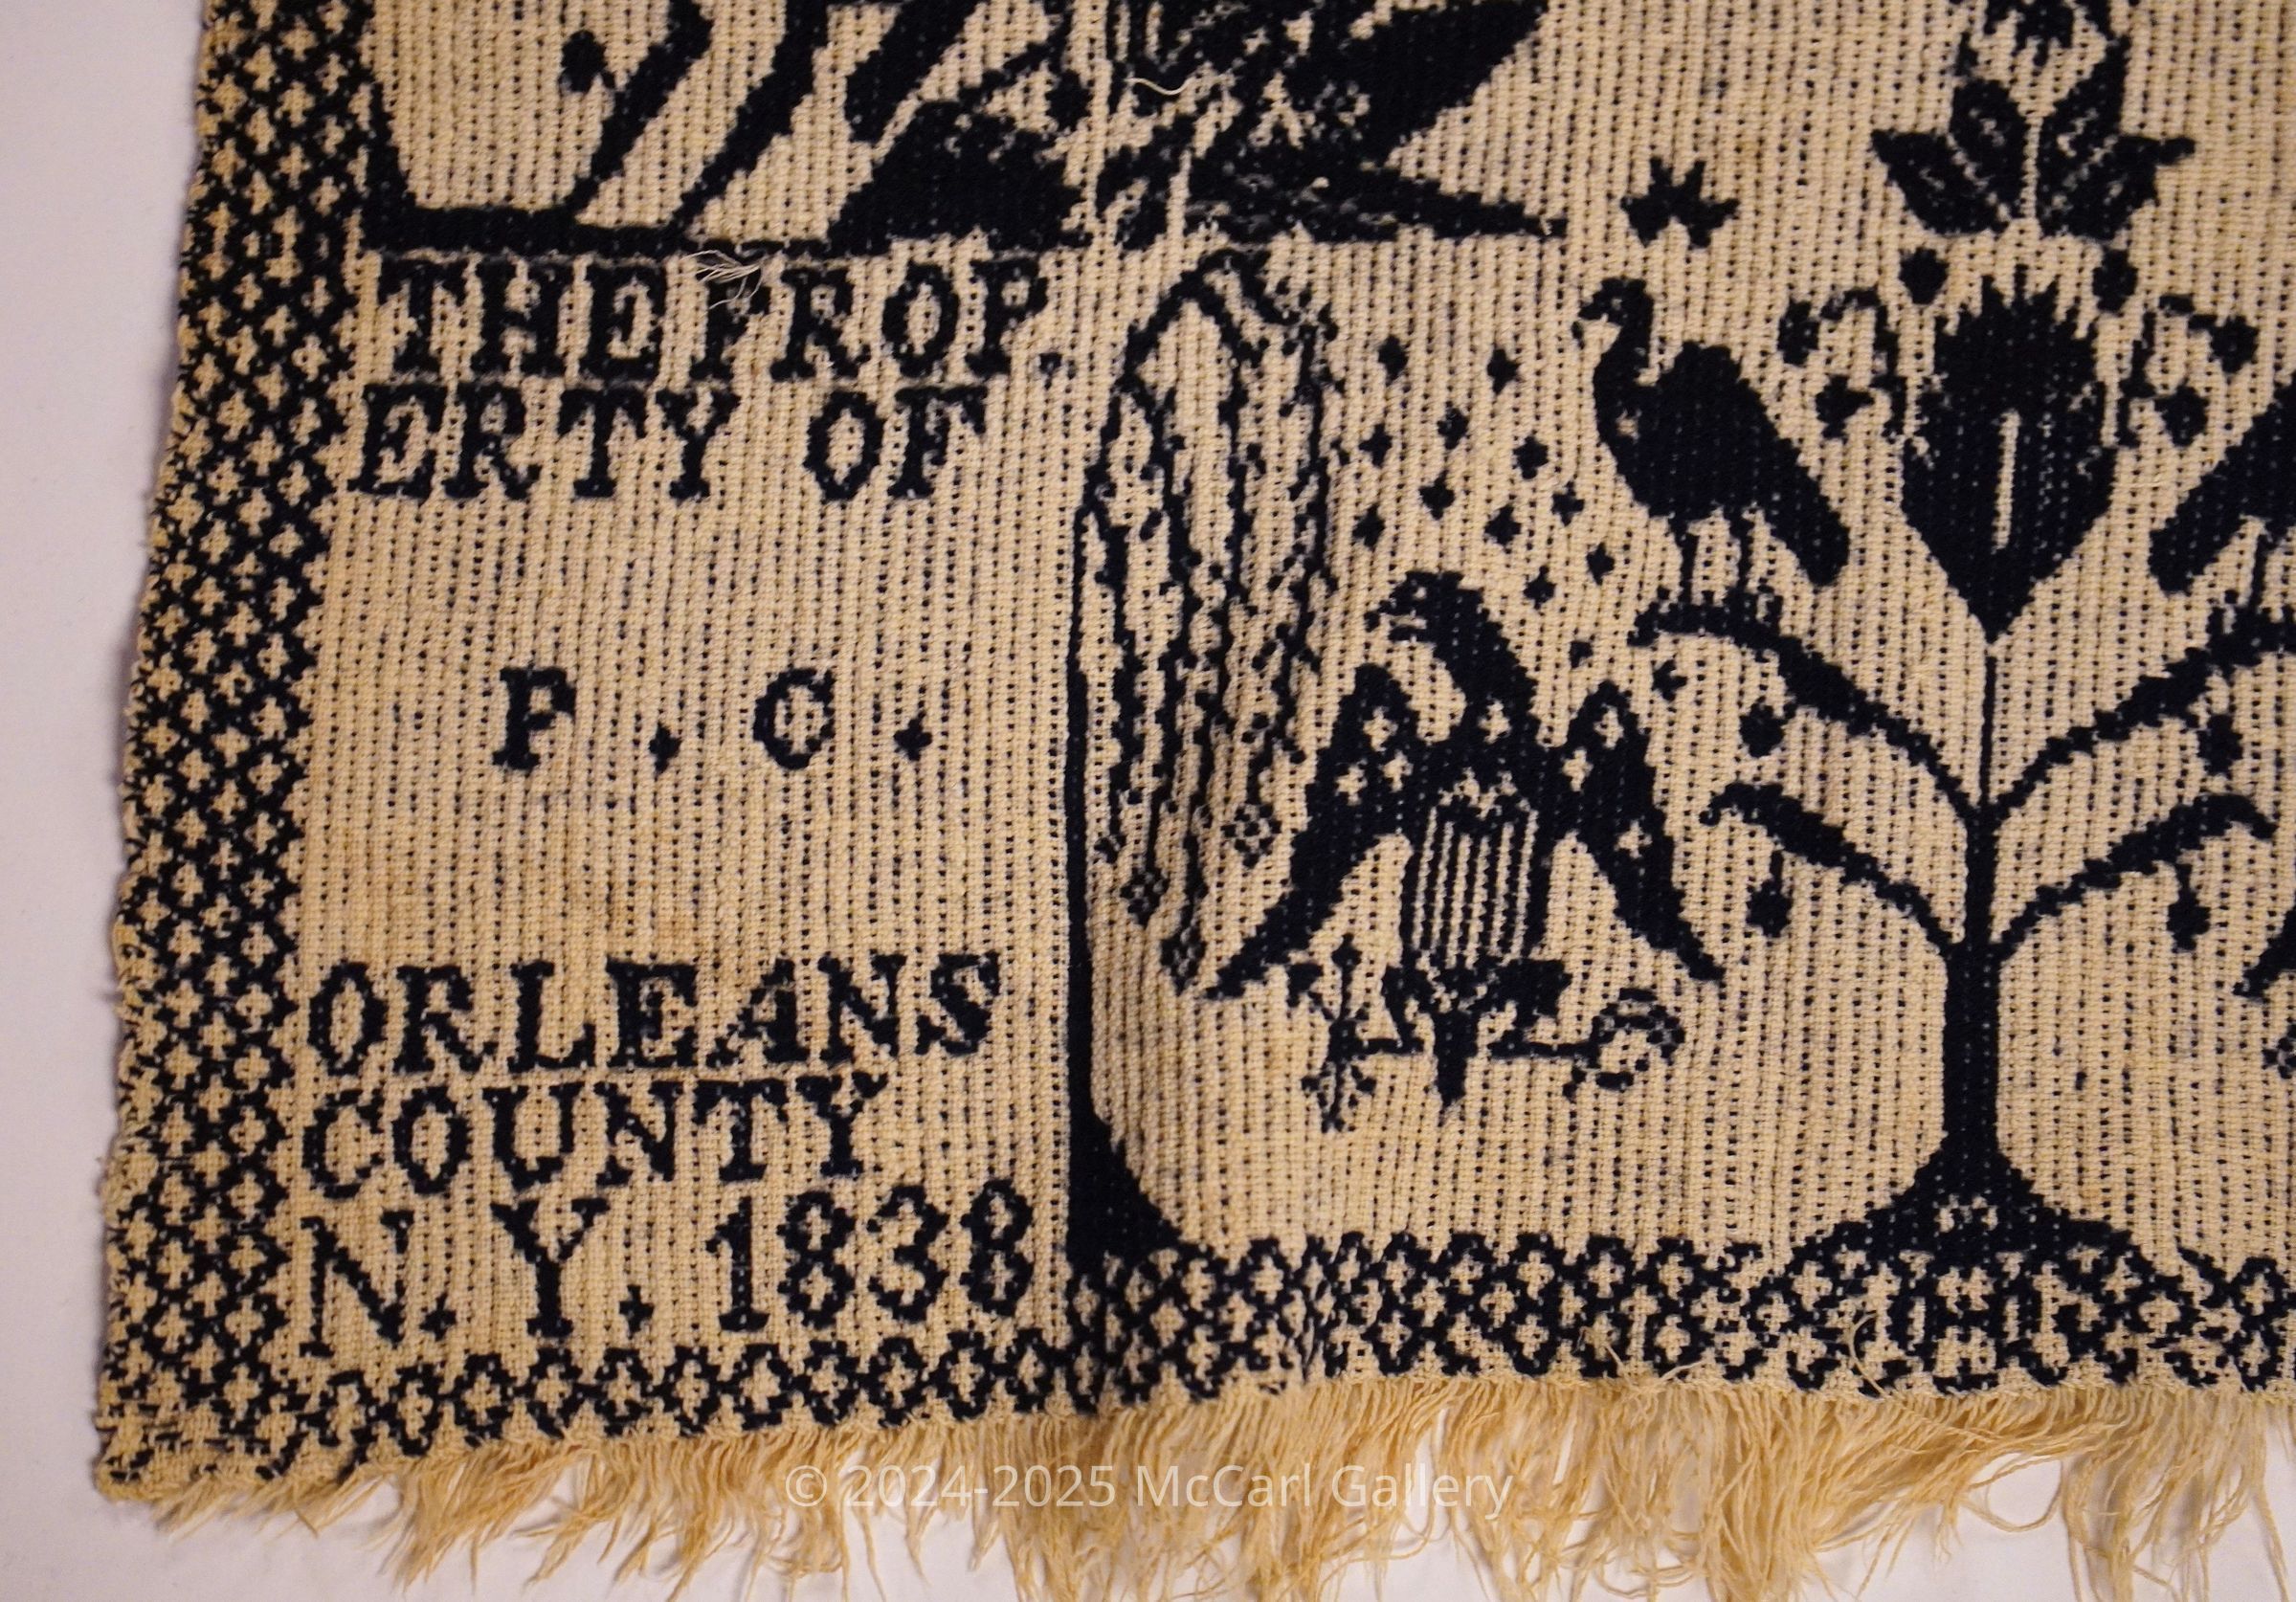 THE PROP
ERTY OF
P. C.
ORLEANS
COUNTY
N. Y. 1838
© 2024-2025 McCarl Gallery